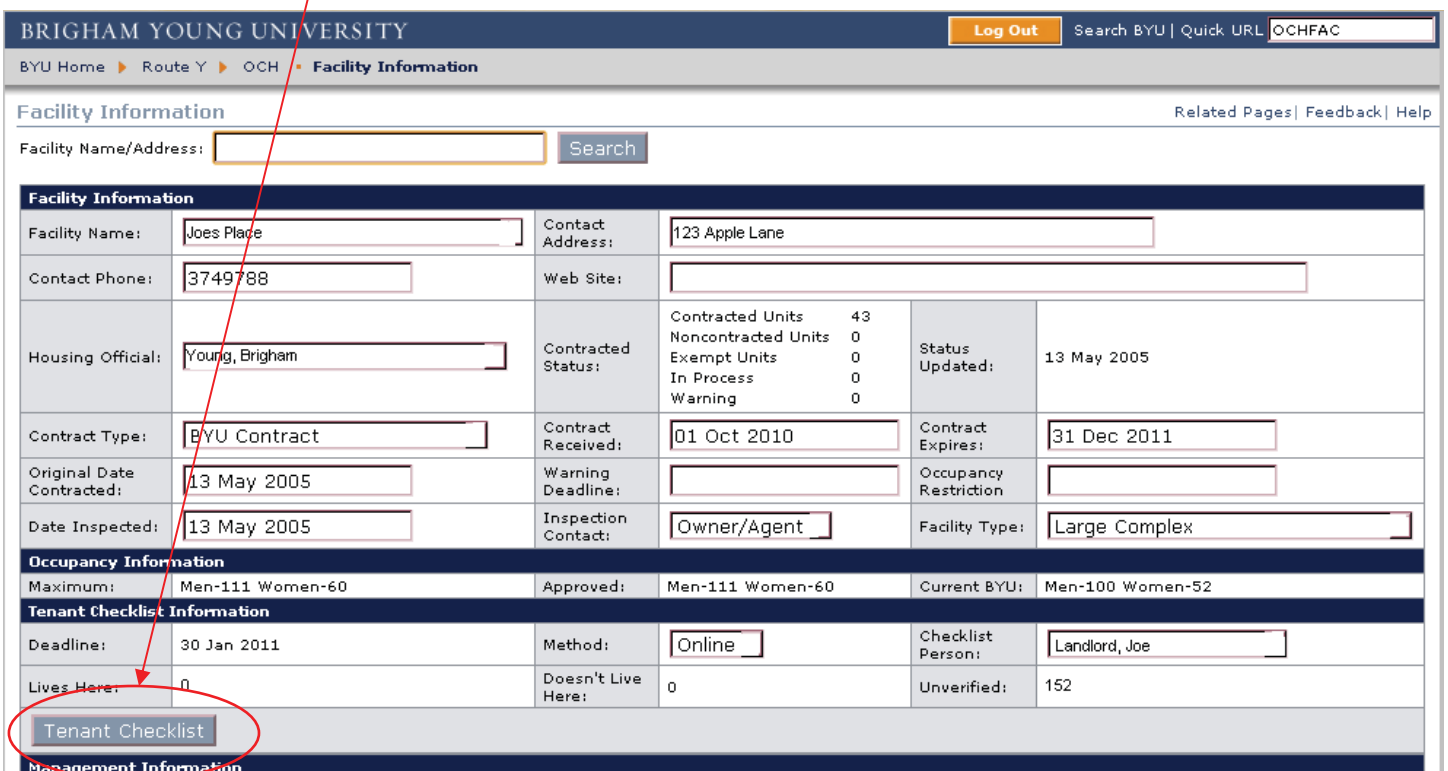 BRIGHAM YOUNG UNIVERSITY Log Out Search BYU | Quick URL OCHFAC
BYU Home Route Y OCH Facility Information
Facility Information Related Pages| Feedback| Help
Facility Name/Address: Search
Facility Information
Facility Name: Joes Place Contact Address: 123 Apple Lane
Contact Phone: 3749788 Web Site:
Housing Official: Young, Brigham Contracted Status: Contracted Units 43
Noncontracted Units 0
Exempt Units 0
In Process 0
Warning 0
Status Updated: 13 May 2005
Contract Type: BYU Contract Contract Received: 01 Oct 2010 Contract Expires: 31 Dec 2011
Original Date Contracted: 13 May 2005 Warning Deadline: Occupancy Restriction
Date Inspected: 13 May 2005 Inspection Contact: Owner/Agent Facility Type: Large Complex
Occupancy Information
Maximum: Men-111 Women-60 Approved: Men-111 Women-60 Current BYU: Men-100 Women-52
Tenant Checklist Information
Deadline: 30 Jan 2011 Method: Online Checklist Person: Landlord, Joe
Lives Here: 0 Doesn't Live Here: 0 Unverified: 152
Tenant Checklist
Management Information